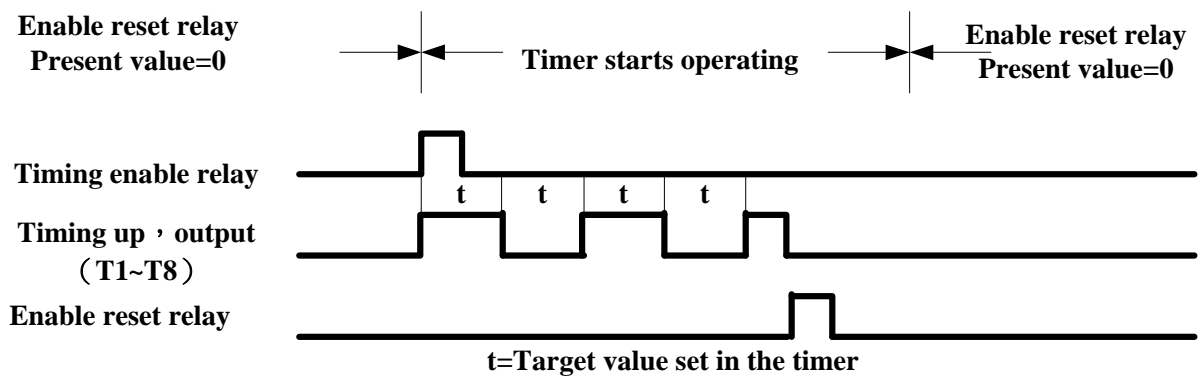 Enable reset relay
Present value=0
Timer starts operating
Enable reset relay
Present value=0
Timing enable relay
t t t t
Timing up，output
（T1~T8）
Enable reset relay
t=Target value set in the timer